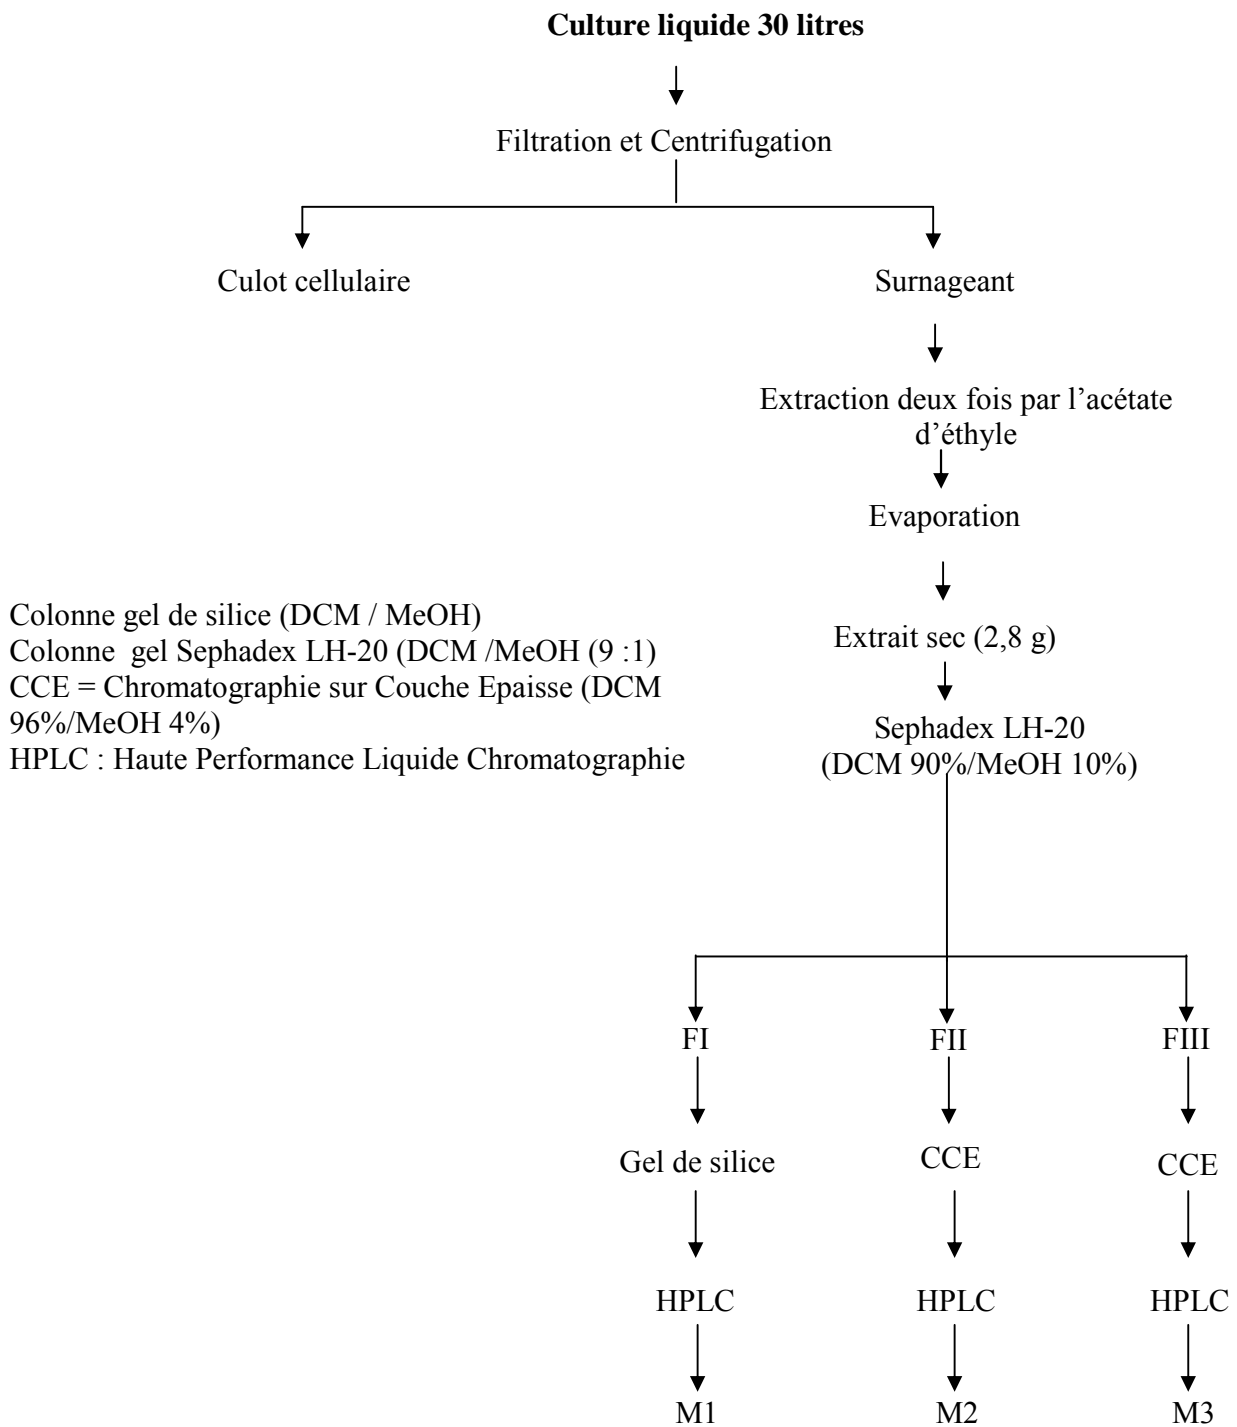 Culture liquide 30 litres
Filtration et Centrifugation
Culot cellulaire
Surnageant
Extraction deux fois par l’acétate
d’éthyle
Evaporation
Extrait sec (2,8 g)
Sephadex LH-20
(DCM 90%/MeOH 10%)
Colonne gel de silice (DCM / MeOH)
Colonne  gel Sephadex LH-20 (DCM /MeOH (9 :1)
CCE = Chromatographie sur Couche Epaisse (DCM
96%/MeOH 4%)
HPLC : Haute Performance Liquide Chromatographie
FI
FII
FIII
Gel de silice
CCE
CCE
HPLC
HPLC
HPLC
M1
M2
M3